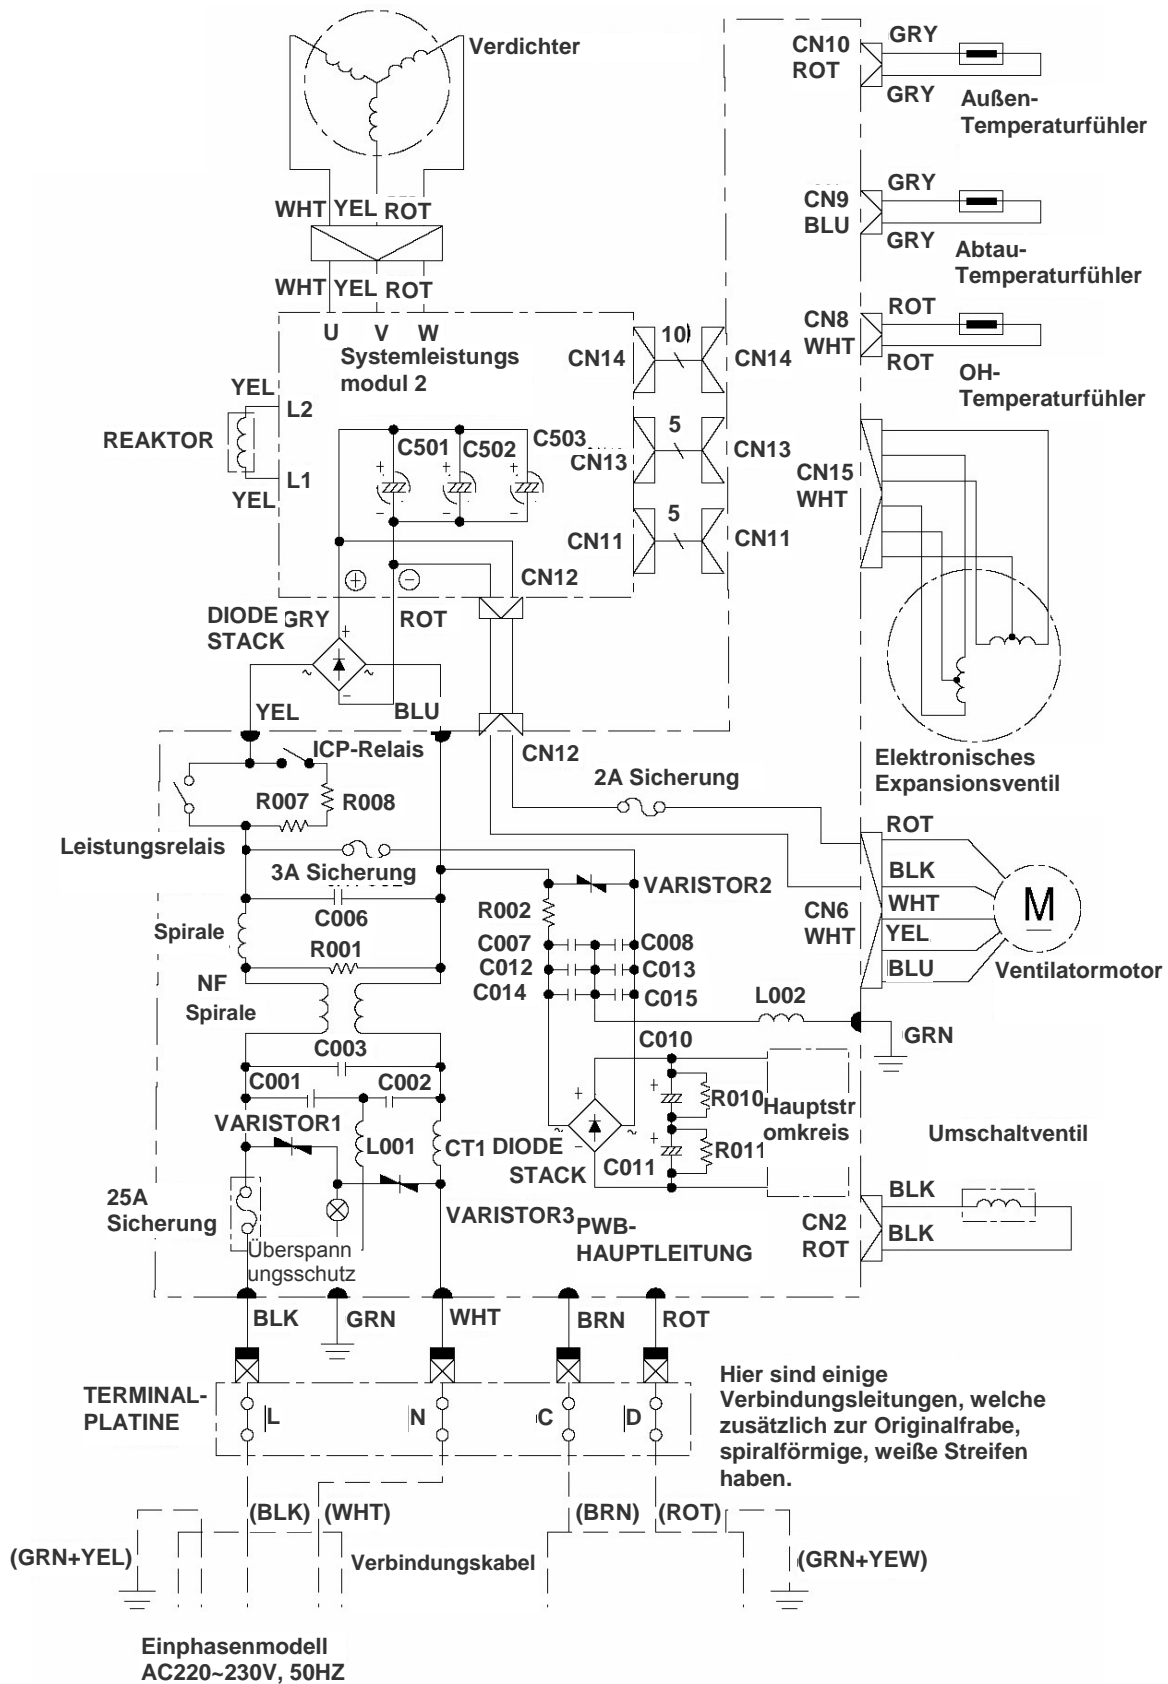 Verdichter
WHT YEL ROT
WHT YEL ROT
U V W
Systemleistungs
modul 2
YEL
L2
REAKTOR
L1
YEL
C501
C502
C503
CN14
10
CN14
CN13
5
CN13
CN11
5
CN11
CN12
+
−
DIODE
STACK
GRY
ROT
+
~
~
−
YEL
BLU
CN12
CN10
ROT
GRY
GRY
Außen-
Temperaturfühler
CN9
BLU
GRY
GRY
Abtau-
Temperaturfühler
CN8
WHT
ROT
ROT
OH-
Temperaturfühler
CN15
WHT
Elektronisches
Expansionsventil
ICP-Relais
R007
R008
Leistungsrelais
2A Sicherung
3A Sicherung
C006
Spirale
R001
NF
Spirale
C003
C001
C002
VARISTOR1
L001
CT1
25A
Sicherung
VARISTOR3
Überspann
ungsschutz
VARISTOR2
R002
C007
C008
C012
C013
C014
C015
L002
GRN
C010
R010
Hauptstr
omkreis
DIODE
STACK
C011
R011
PWB-
HAUPTLEITUNG
CN6
WHT
ROT
BLK
WHT
YEL
BLU
M
Ventilatormotor
Umschaltventil
CN2
ROT
BLK
BLK
BLK
GRN
WHT
BRN
ROT
TERMINAL-
PLATINE
L
N
C
D
Hier sind einige
Verbindungsleitungen, welche
zusätzlich zur Originalfrabe,
spiralförmige, weiße Streifen
haben.
(BLK)
(WHT)
(BRN)
(ROT)
(GRN+YEL)
Verbindungskabel
(GRN+YEW)
Einphasenmodell
AC220~230V, 50HZ